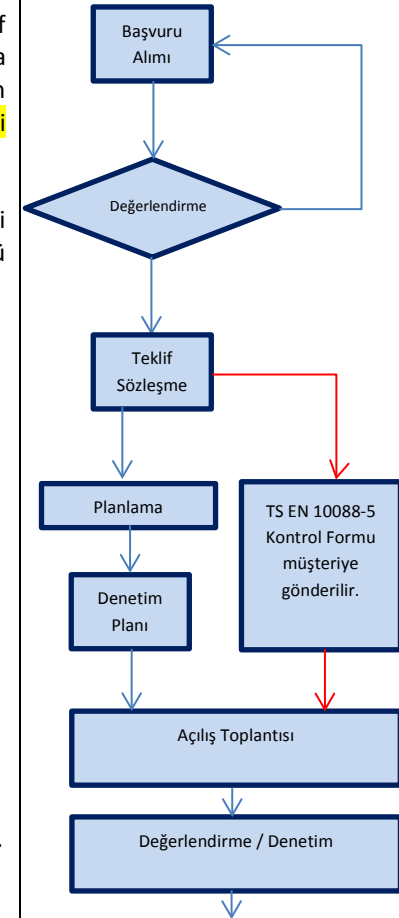 f
a
n
i
i
ü
.
Başvuru
Alımı
Değerlendirme
Teklif
Sözleşme
Planlama
TS EN 10088-5
Kontrol Formu
müşteriye
gönderilir.
Denetim
Planı
Açılış Toplantısı
Değerlendirme / Denetim